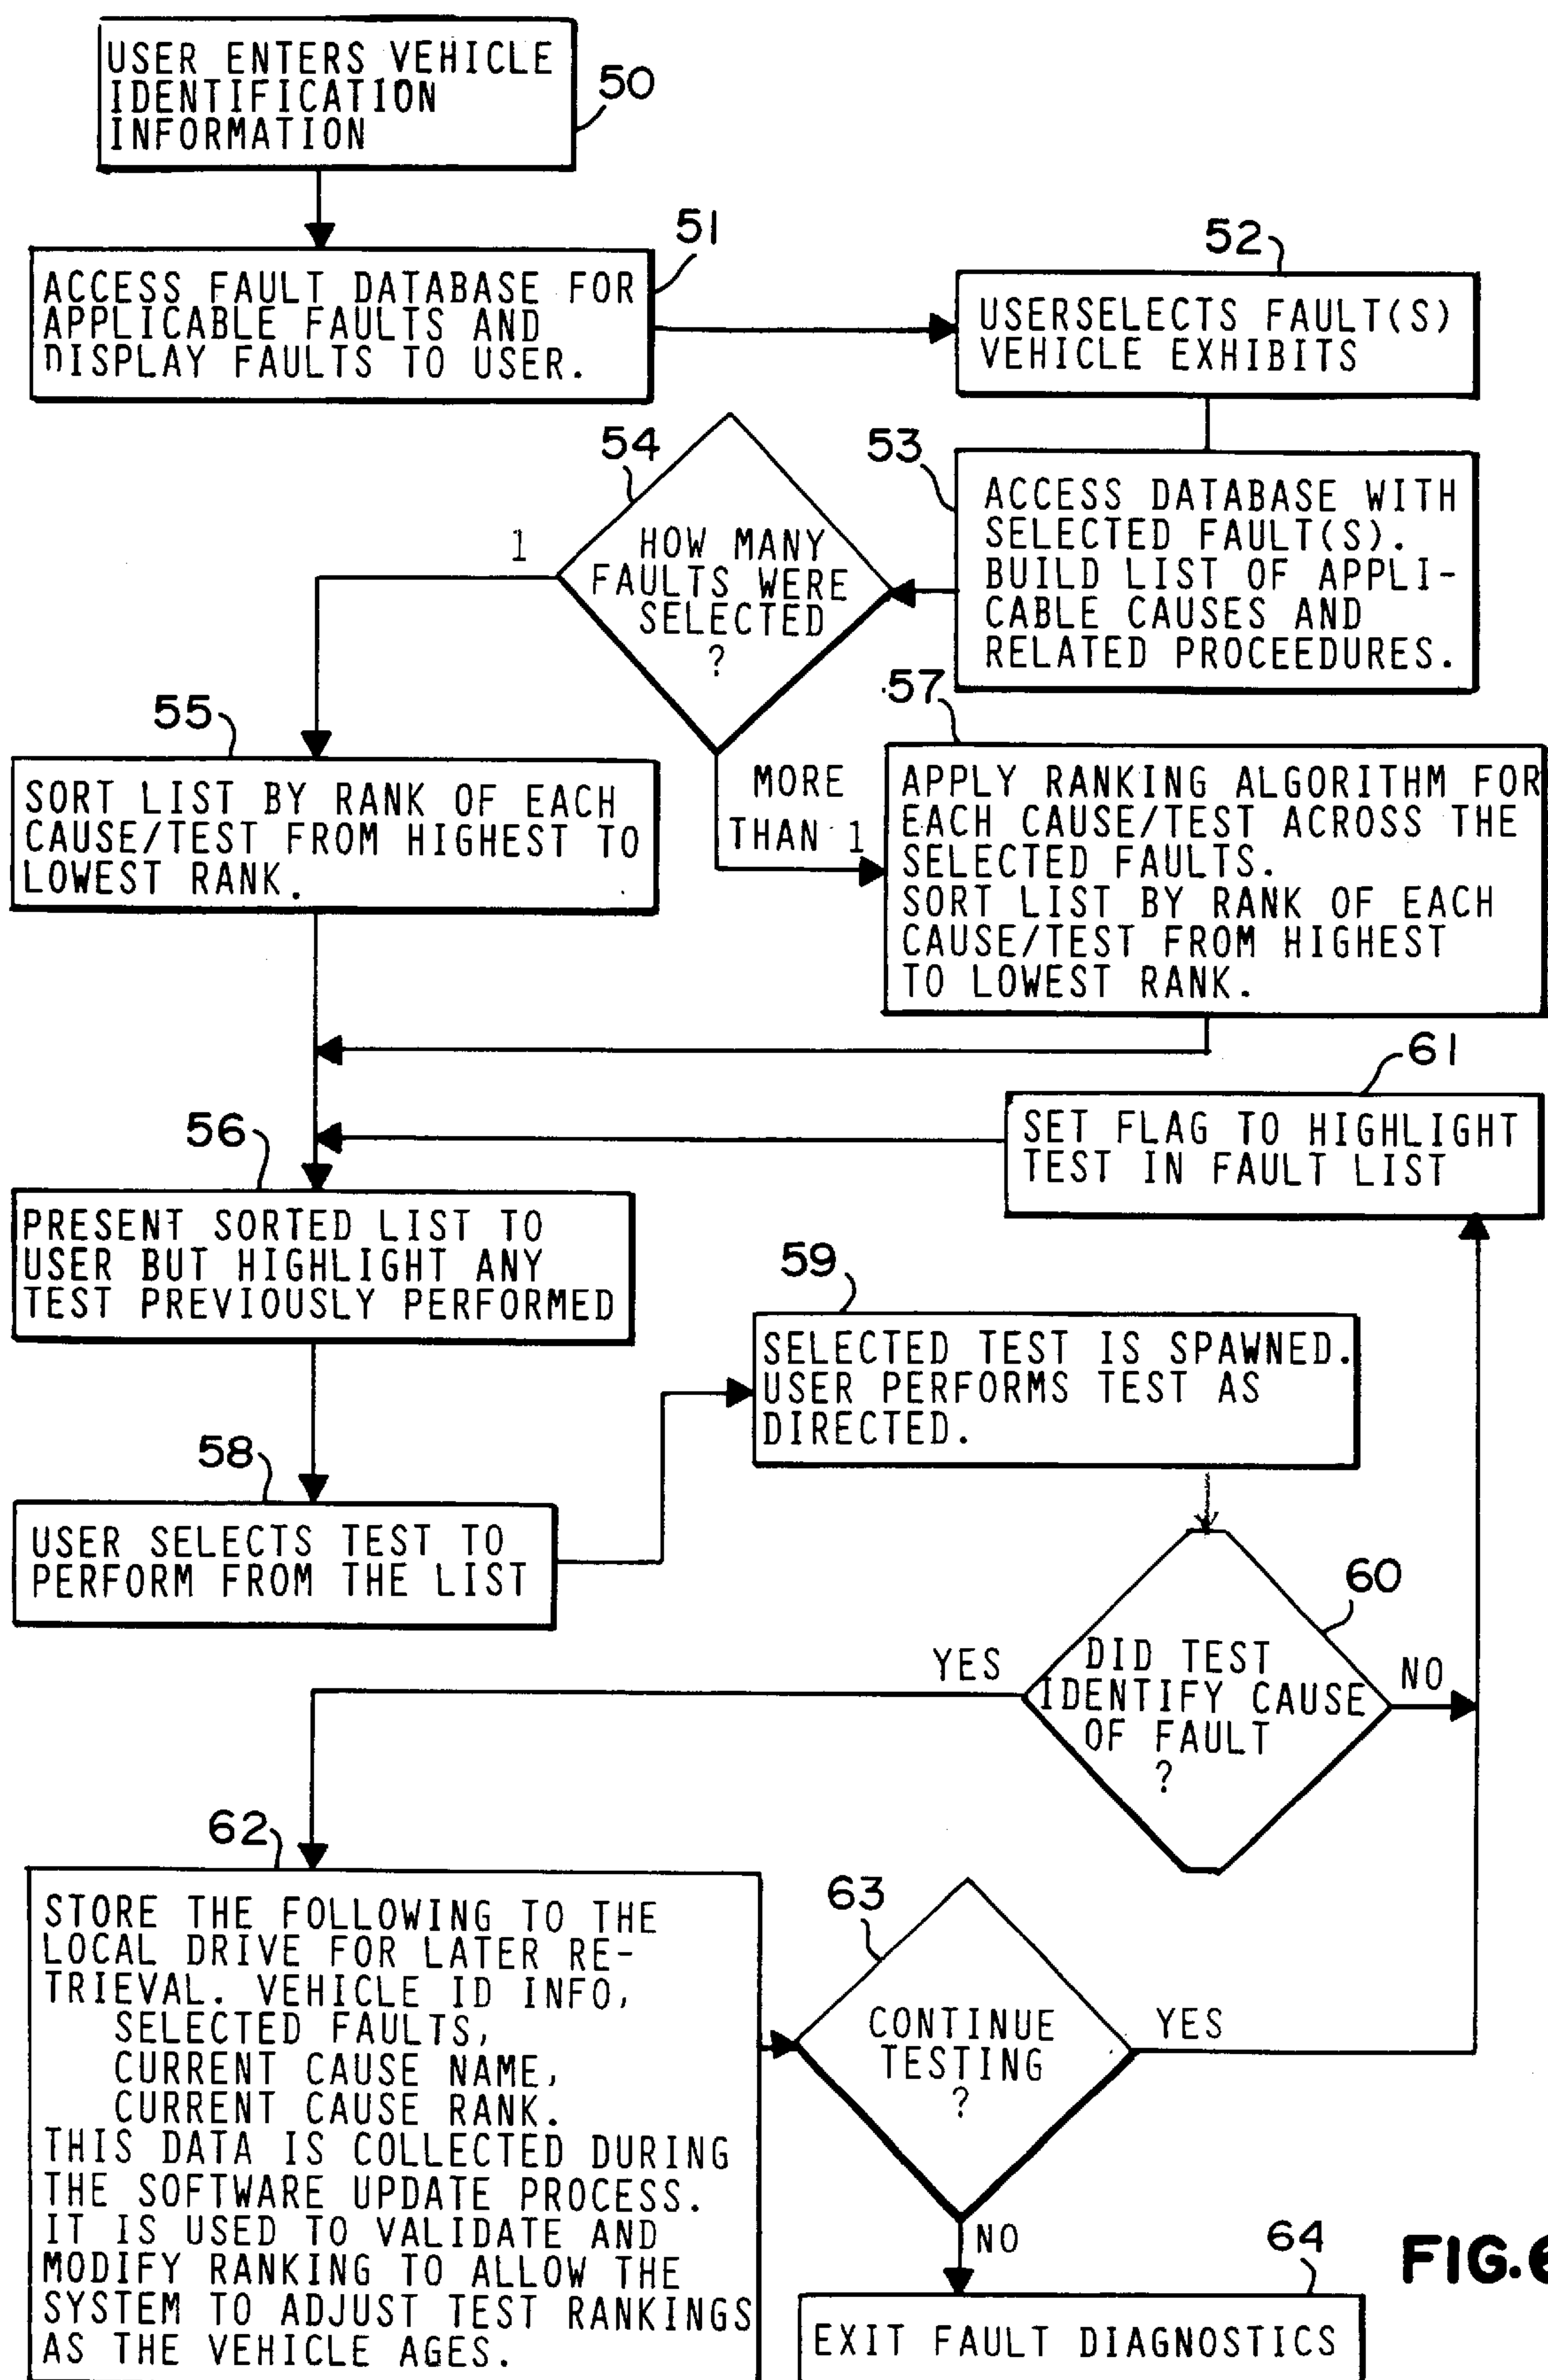 USER ENTERS VEHICLE
IDENTIFICATION
INFORMATION
50
51
ACCESS FAULT DATABASE FOR
APPLICABLE FAULTS AND
DISPLAY FAULTS TO USER.
52
USERSELECTS FAULT(S)
VEHICLE EXHIBITS
53
ACCESS DATABASE WITH
SELECTED FAULT(S).
BUILD LIST OF APPLI-
CABLE CAUSES AND
RELATED PROCEEDURES.
54
HOW MANY
FAULTS WERE
SELECTED
?
1
MORE
THAN 1
55
SORT LIST BY RANK OF EACH
CAUSE/TEST FROM HIGHEST TO
LOWEST RANK.
57
APPLY RANKING ALGORITHM FOR
EACH CAUSE/TEST ACROSS THE
SELECTED FAULTS.
SORT LIST BY RANK OF EACH
CAUSE/TEST FROM HIGHEST
TO LOWEST RANK.
61
SET FLAG TO HIGHLIGHT
TEST IN FAULT LIST
56
PRESENT SORTED LIST TO
USER BUT HIGHLIGHT ANY
TEST PREVIOUSLY PERFORMED
58
USER SELECTS TEST TO
PERFORM FROM THE LIST
59
SELECTED TEST IS SPAWNED.
USER PERFORMS TEST AS
DIRECTED.
60
DID TEST
IDENTIFY CAUSE
OF FAULT
?
YES
NO
62
STORE THE FOLLOWING TO THE
LOCAL DRIVE FOR LATER RE-
TRIEVAL. VEHICLE ID INFO,
SELECTED FAULTS,
CURRENT CAUSE NAME,
CURRENT CAUSE RANK.
THIS DATA IS COLLECTED DURING
THE SOFTWARE UPDATE PROCESS.
IT IS USED TO VALIDATE AND
MODIFY RANKING TO ALLOW THE
SYSTEM TO ADJUST TEST RANKINGS
AS THE VEHICLE AGES.
63
CONTINUE
TESTING
?
YES
NO
64
EXIT FAULT DIAGNOSTICS
FIG.6